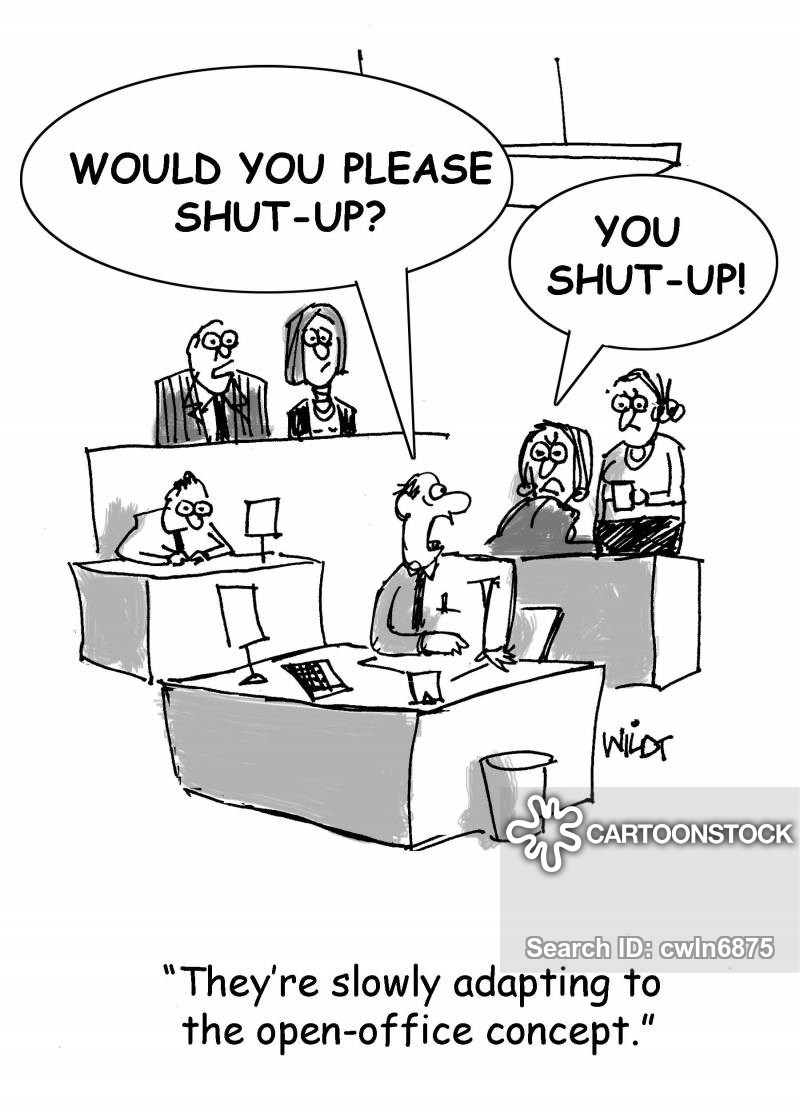 WOULD YOU PLEASE
SHUT-UP?
YOU
SHUT-UP!
WILDT
CARTOONSTOCK
Search ID: cwln6875
"They're slowly adapting to
the open-office concept."